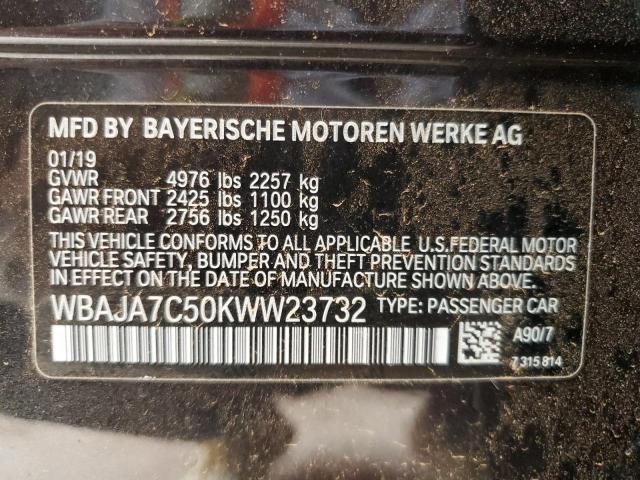 MFD BY BAYERISCHE MOTOREN WERKE AG
01/19
GVWR 4976 lbs 2257 kg
GAWR FRONT 2425 lbs 1100 kg
GAWR REAR 2756 lbs 1250 kg
THIS VEHICLE CONFORMS TO ALL APPLICABLE U.S.FEDERAL MOTOR
VEHICLE SAFETY, BUMPER AND THEFT PREVENTION STANDARDS
IN EFFECT ON THE DATE OF MANUFACTURE SHOWN ABOVE.
WBAJA7C50KWW23732 TYPE: PASSENGER CAR
A90/7
7 315 814